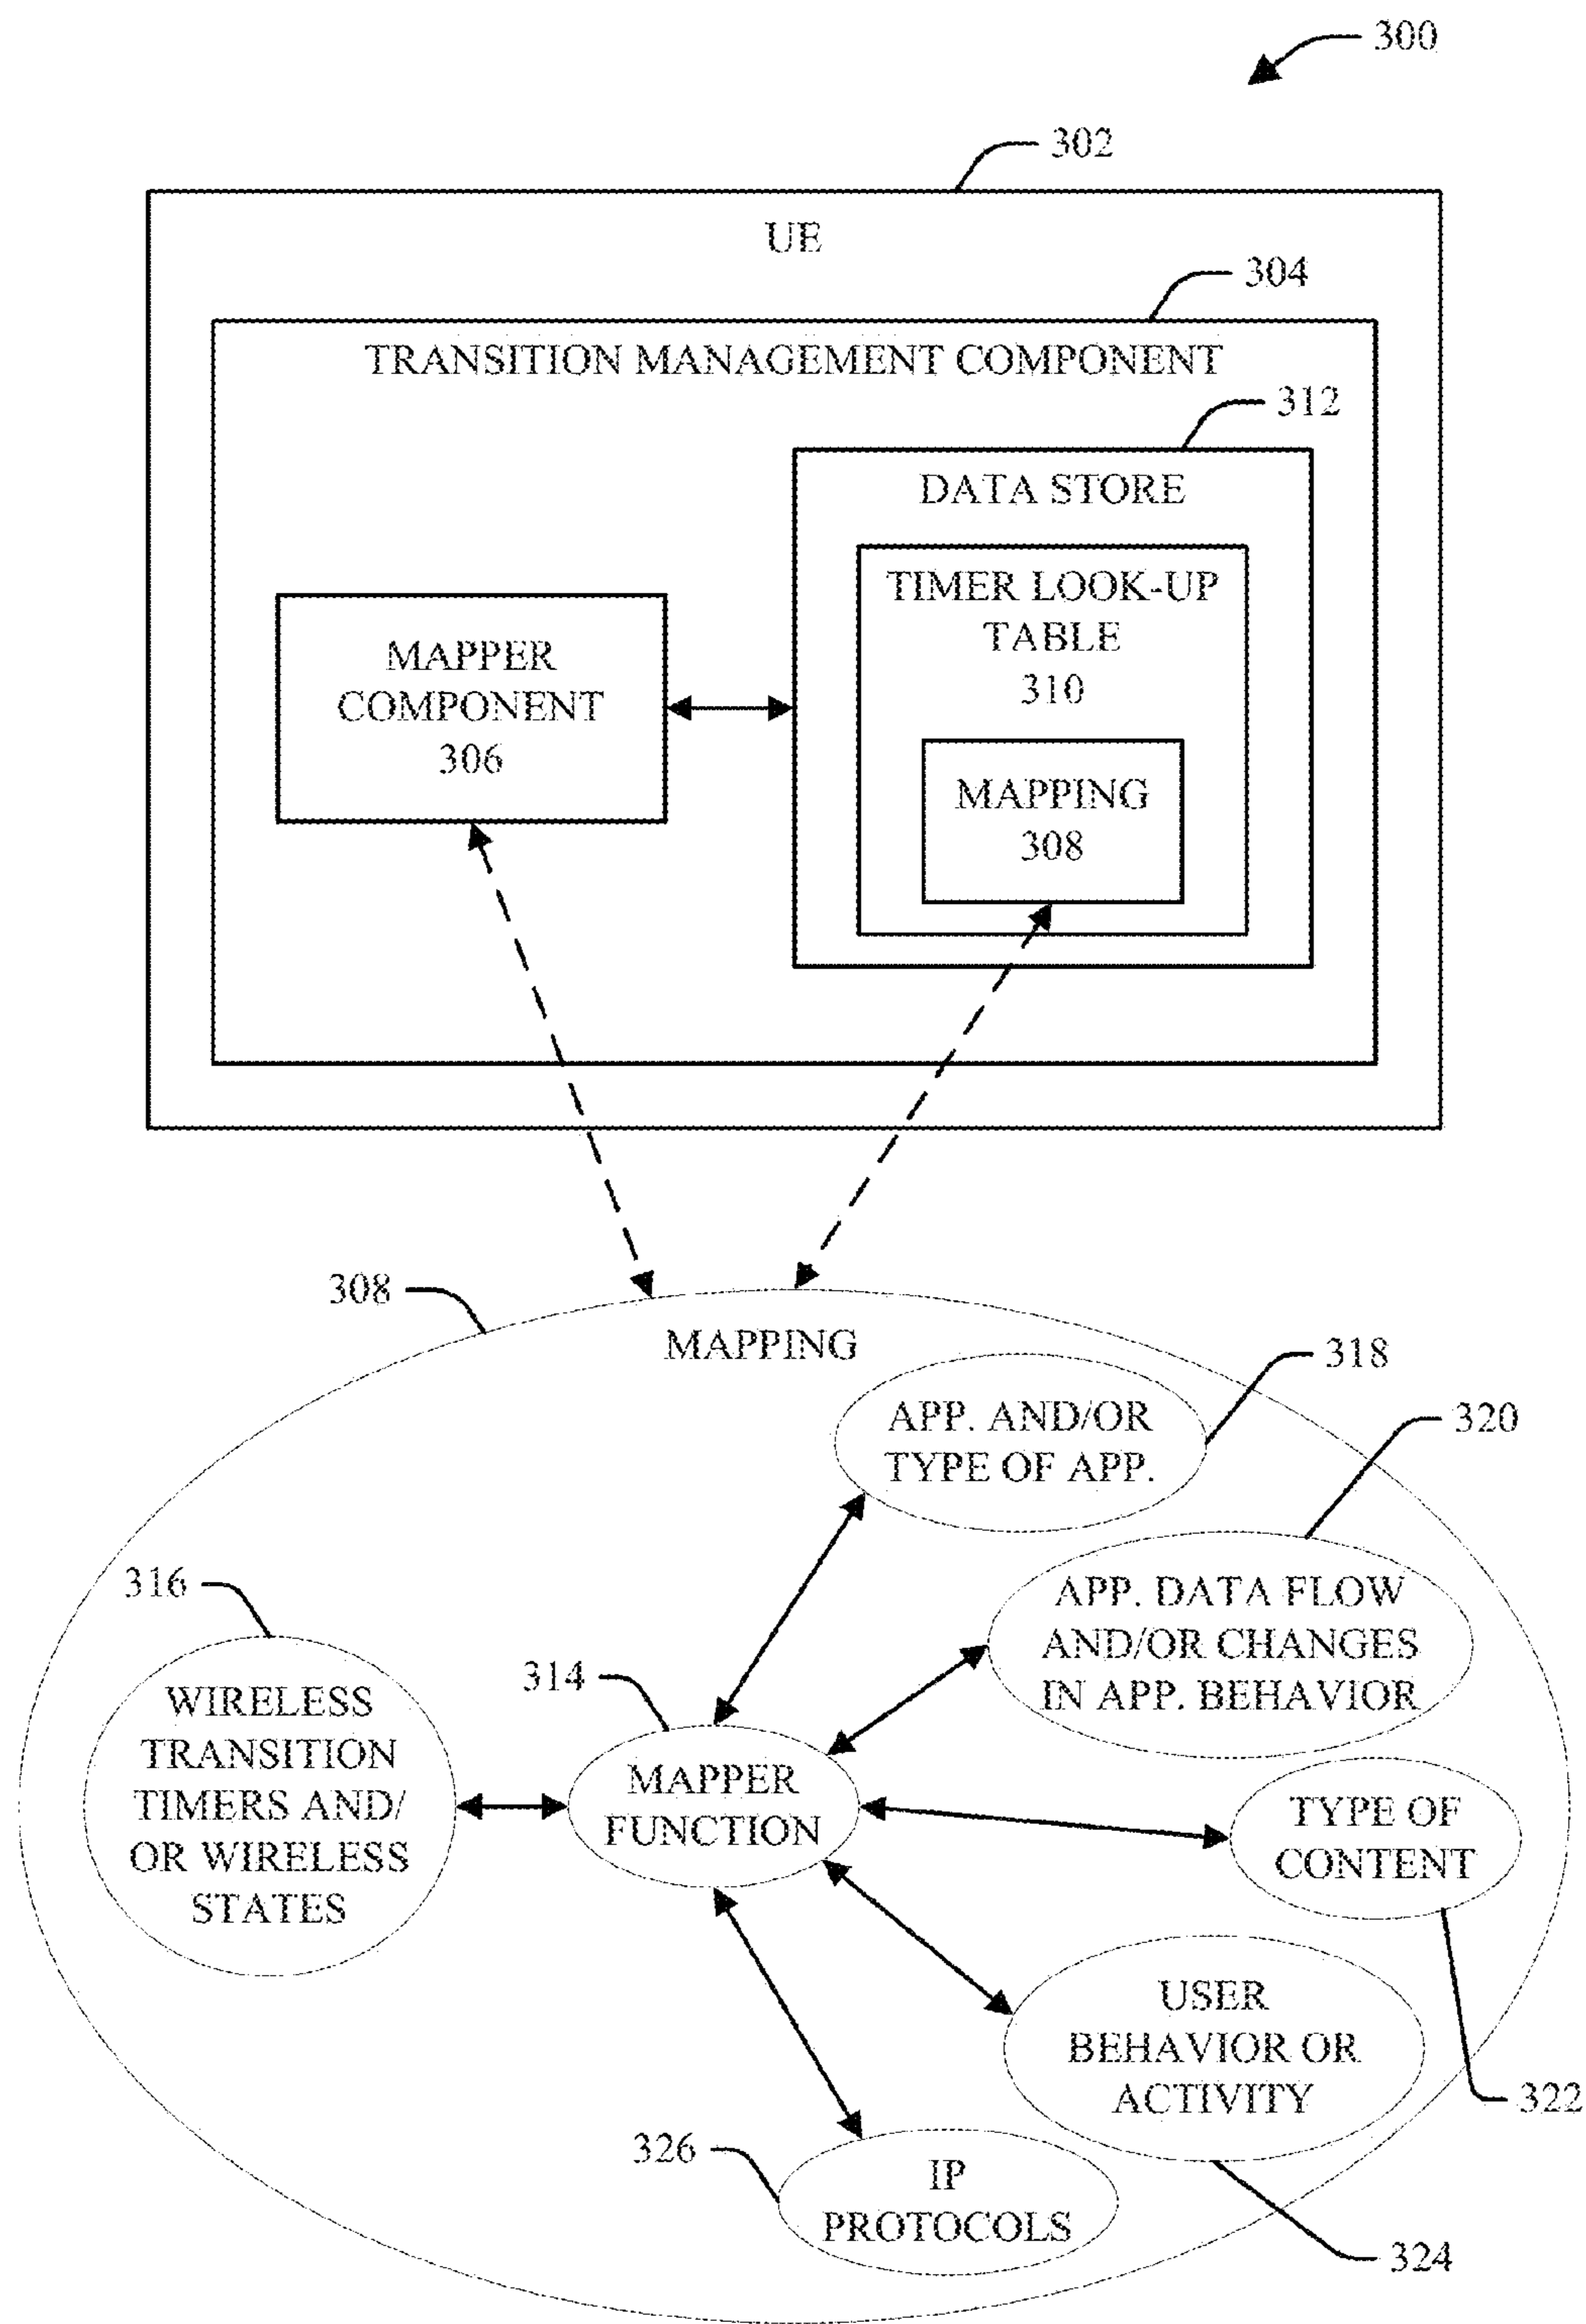 300
302
UE
304
TRANSITION MANAGEMENT COMPONENT
312
DATA STORE
TIMER LOOK-UP
TABLE
310
MAPPER
COMPONENT
306
MAPPING
308
308
MAPPING
318
APP. AND/OR
TYPE OF APP.
320
APP. DATA FLOW
AND/OR CHANGES
IN APP. BEHAVIOR
316
WIRELESS
TRANSITION
TIMERS AND/
OR WIRELESS
STATES
314
MAPPER
FUNCTION
TYPE OF
CONTENT
322
USER
BEHAVIOR OR
ACTIVITY
324
326
IP
PROTOCOLS